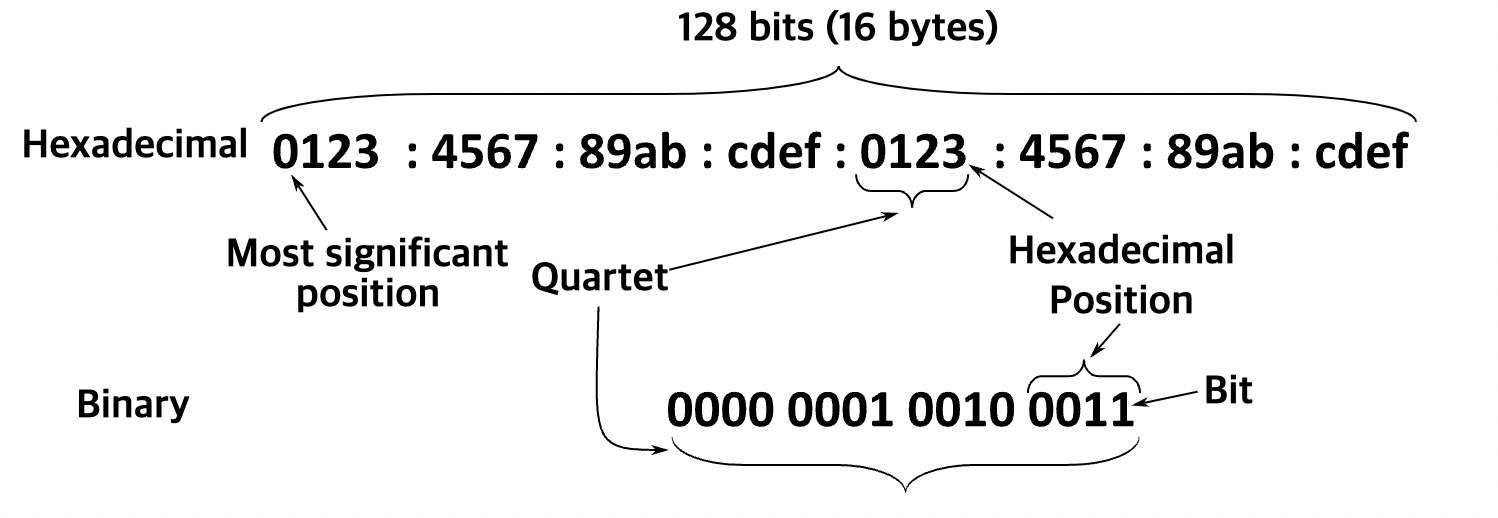 128 bits (16 bytes)
Hexadecimal 0123 : 4567 : 89ab : cdef : 0123 : 4567 : 89ab : cdef
Most significant
position
Quartet
Hexadecimal
Position
Binary 0000 0001 0010 0011 Bit